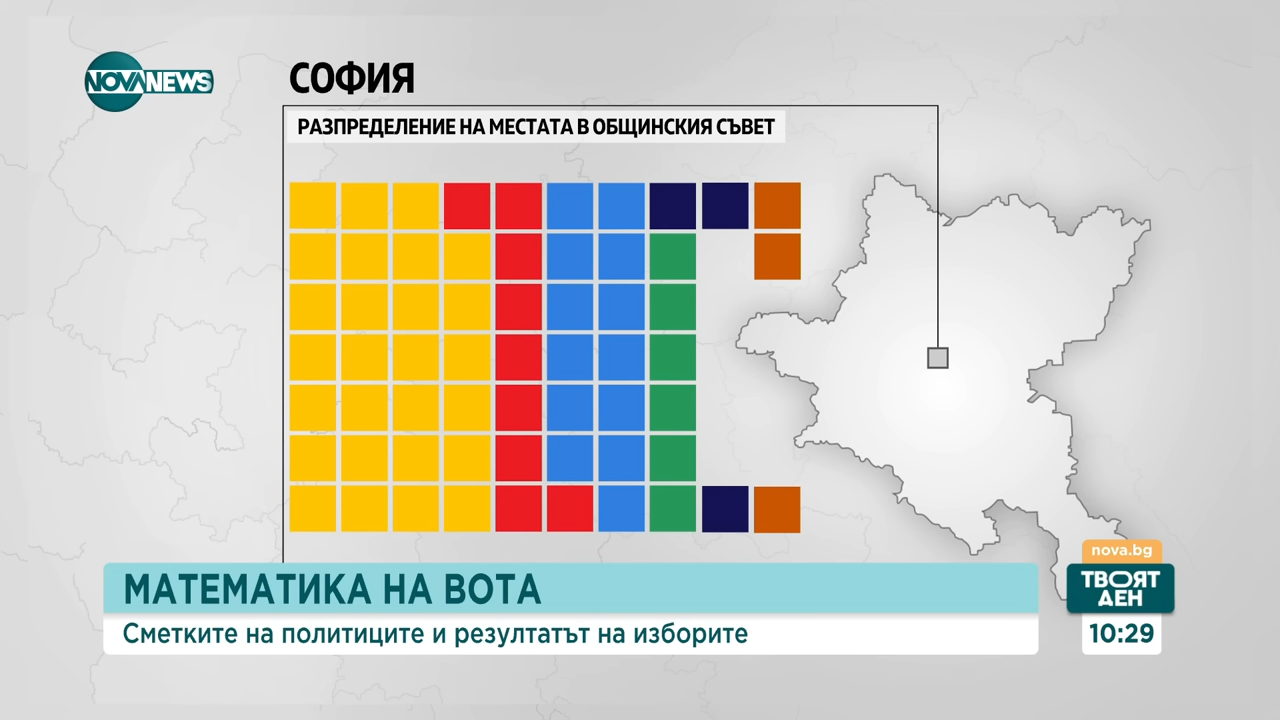 NOVANEWS
СОФИЯ
РАЗПРЕДЕЛЕНИЕ НА МЕСТАТА В ОБЩИНСКИЯ СЪВЕТ
МАТЕМАТИКА НА ВОТА
Сметките на политиците и резултатът на изборите
nova.bg
ТВОЯТ
ДЕН
10:29